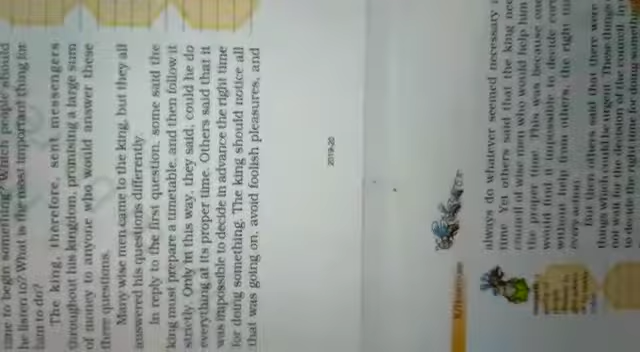 came to begin something? Which people should
he listen to? What is the most important thing for
him to do?
The king, therefore, sent messengers
throughout his kingdom, promising a large sum
of money to anyone who would answer these
three questions.
Many wise men came to the king, but they all
answered his questions differently.
In reply to the first question, some said the
king must prepare a timetable, and then follow it
strictly. Only in this way, they said, could he do
everything at its proper time. Others said that it
was impossible to decide in advance the right time
for doing something. The king should notice all
that was going on, avoid foolish pleasures, and
2019-20
always do whatever seemed necessary
time. Yet others said that the king
council of wise men who would help him
the proper time. This was because one
would find it impossible to decide
without help from others, the right
every action.
But then others said that there were
things which could be urgent. These things
not wait for the decision of the council. In
to decide the right time for doing something